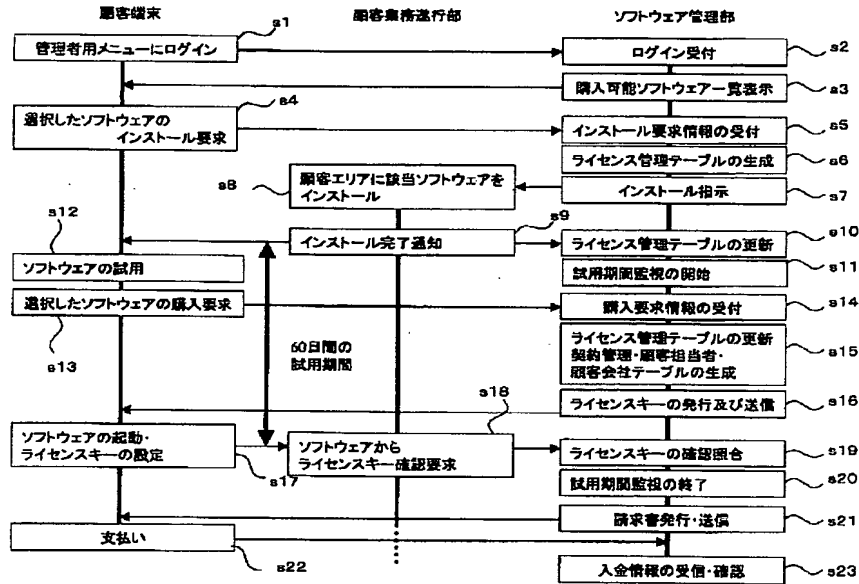 顧客端末
顧客業務遂行部
ソフトウェア管理部
s1
管理者用メニューにログイン
ログイン受付
s2
購入可能ソフトウェア一覧表示
s3
s4
選択したソフトウェアの
インストール要求
インストール要求情報の受付
s5
ライセンス管理テーブルの生成
s6
s8
顧客エリアに該当ソフトウェアを
インストール
インストール指示
s7
s12
s9
インストール完了通知
ライセンス管理テーブルの更新
s10
ソフトウェアの試用
試用期間監視の開始
s11
選択したソフトウェアの購入要求
購入要求情報の受付
s14
s13
60日間の
試用期間
ライセンス管理テーブルの更新
契約管理・顧客担当者・
顧客会社テーブルの生成
s15
s18
ライセンスキーの発行及び送信
s16
ソフトウェアの起動・
ライセンスキーの設定
s17
ソフトウェアから
ライセンスキー確認要求
ライセンスキーの確認照合
s19
試用期間監視の終了
s20
請求書発行・送信
s21
支払い
s22
入金情報の受信・確認
s23